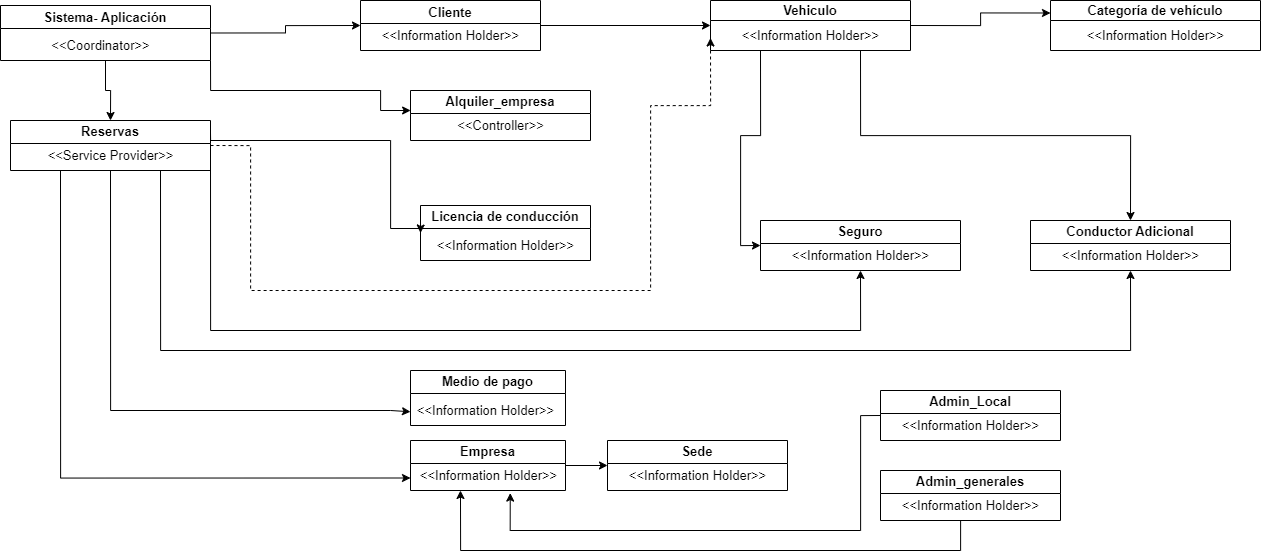 Sistema- Aplicación
<<Coordinator>>
Cliente
<<Information Holder>>
Vehiculo
<<Information Holder>>
Categoría de vehículo
<<Information Holder>>
Alquiler_empresa
<<Controller>>
Reservas
<<Service Provider>>
Licencia de conducción
<<Information Holder>>
Seguro
<<Information Holder>>
Conductor Adicional
<<Information Holder>>
Medio de pago
<<Information Holder>>
Admin_Local
<<Information Holder>>
Empresa
<<Information Holder>>
Sede
<<Information Holder>>
Admin_generales
<<Information Holder>>